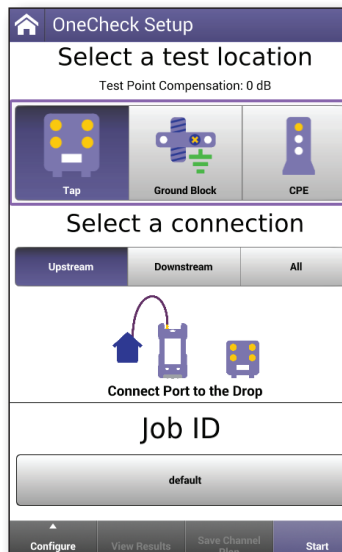 OneCheck Setup
Select a test location
Test Point Compensation: 0 dB
Tap Ground Block CPE
Select a connection
Upstream Downstream All
Connect Port to the Drop
Job ID
default
Configure View Results Save Channel Plan Start